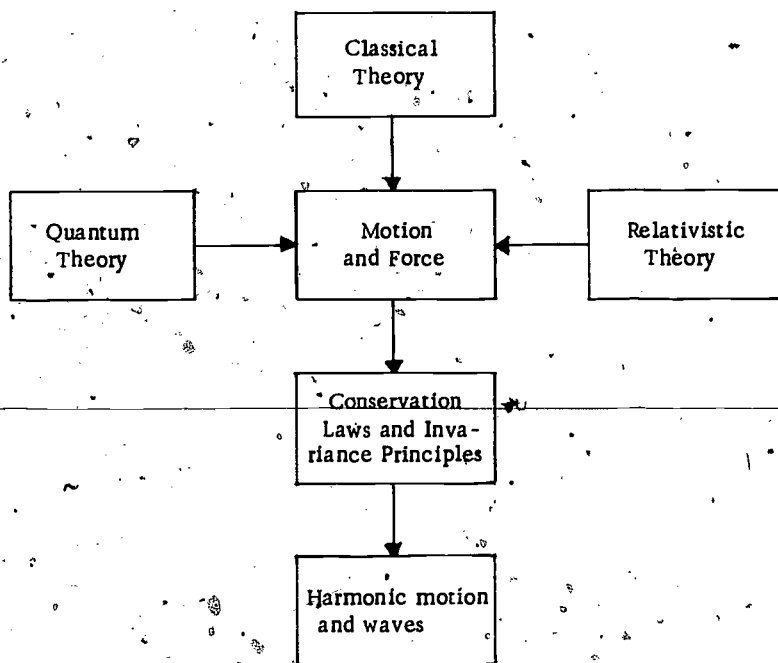 Classical
Theory
Quantum
Theory
Motion
and Force
Relativistic
Theory
Conservation
Laws and Inva-
riance Principles
Harmonic motion
and waves